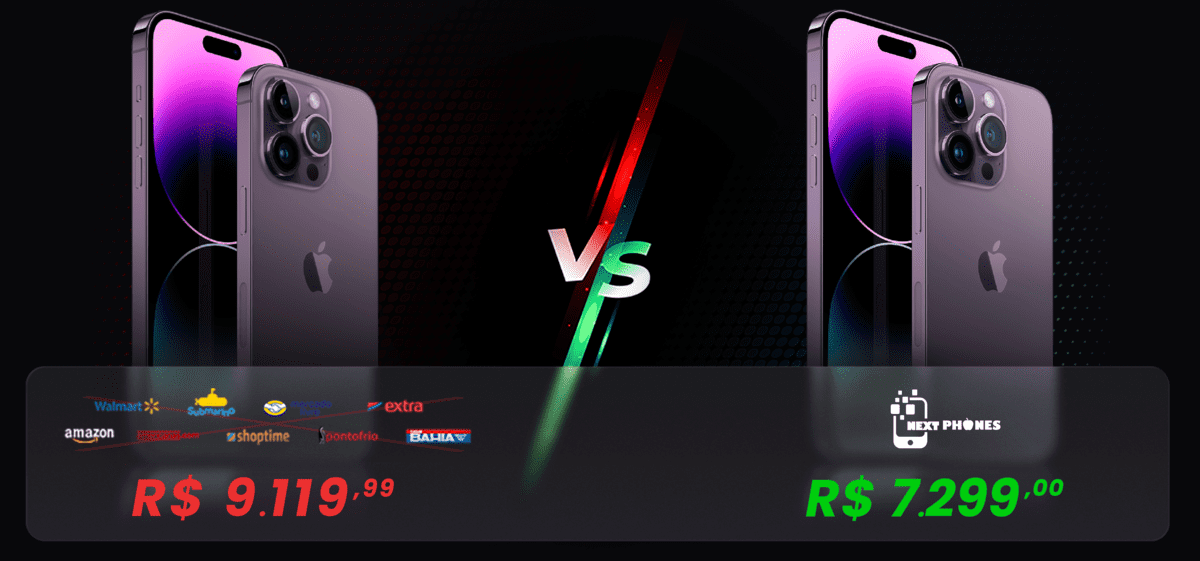 VS
Walmart
Submarino
extra
amazon
shoptime
pontofrio
BAHIA
R$ 9.119,99
NEXT PHONES
R$ 7.299,00